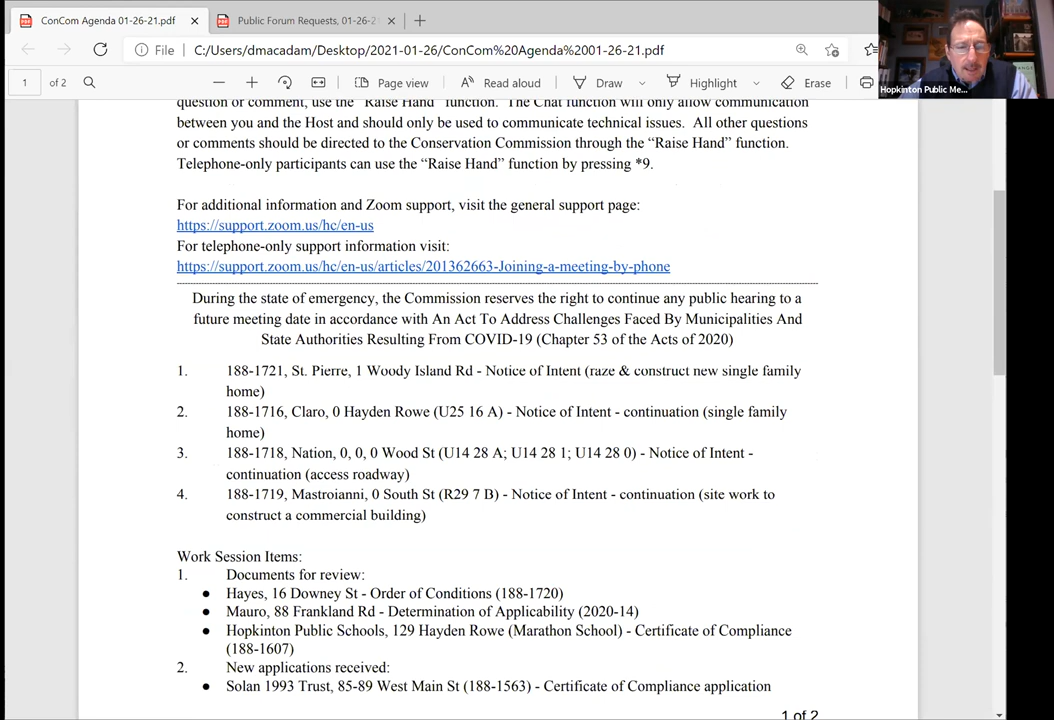 ConCom Agenda 01-26-21.pdf
Public Forum Requests, 01-26-2
File C:/Users/dmacadam/Desktop/2021-01-26/ConCom%20Agenda%2001-26-21.pdf
1 of 2 Page view Read aloud Draw Highlight Erase
Hopkinton Public Me...
question or comment, use the "Raise Hand" function. The Chat function will only allow communication
between you and the Host and should only be used to communicate technical issues. All other questions
or comments should be directed to the Conservation Commission through the “Raise Hand” function.
Telephone-only participants can use the “Raise Hand” function by pressing *9.
For additional information and Zoom support, visit the general support page:
https://support.zoom.us/hc/en-us
For telephone-only support information visit:
https://support.zoom.us/hc/en-us/articles/201362663-Joining-a-meeting-by-phone
During the state of emergency, the Commission reserves the right to continue any public hearing to a
future meeting date in accordance with An Act To Address Challenges Faced By Municipalities And
State Authorities Resulting From COVID-19 (Chapter 53 of the Acts of 2020)
1. 188-1721, St. Pierre, 1 Woody Island Rd - Notice of Intent (raze & construct new single family
home)
2. 188-1716, Claro, 0 Hayden Rowe (U25 16 A) - Notice of Intent - continuation (single family
home)
3. 188-1718, Nation, 0, 0, 0 Wood St (U14 28 A; U14 28 1; U14 28 0) - Notice of Intent -
continuation (access roadway)
4. 188-1719, Mastroianni, 0 South St (R29 7 B) - Notice of Intent - continuation (site work to
construct a commercial building)
Work Session Items:
1. Documents for review:
● Hayes, 16 Downey St - Order of Conditions (188-1720)
● Mauro, 88 Frankland Rd - Determination of Applicability (2020-14)
● Hopkinton Public Schools, 129 Hayden Rowe (Marathon School) - Certificate of Compliance
(188-1607)
2. New applications received:
● Solan 1993 Trust, 85-89 West Main St (188-1563) - Certificate of Compliance application
1 of 2